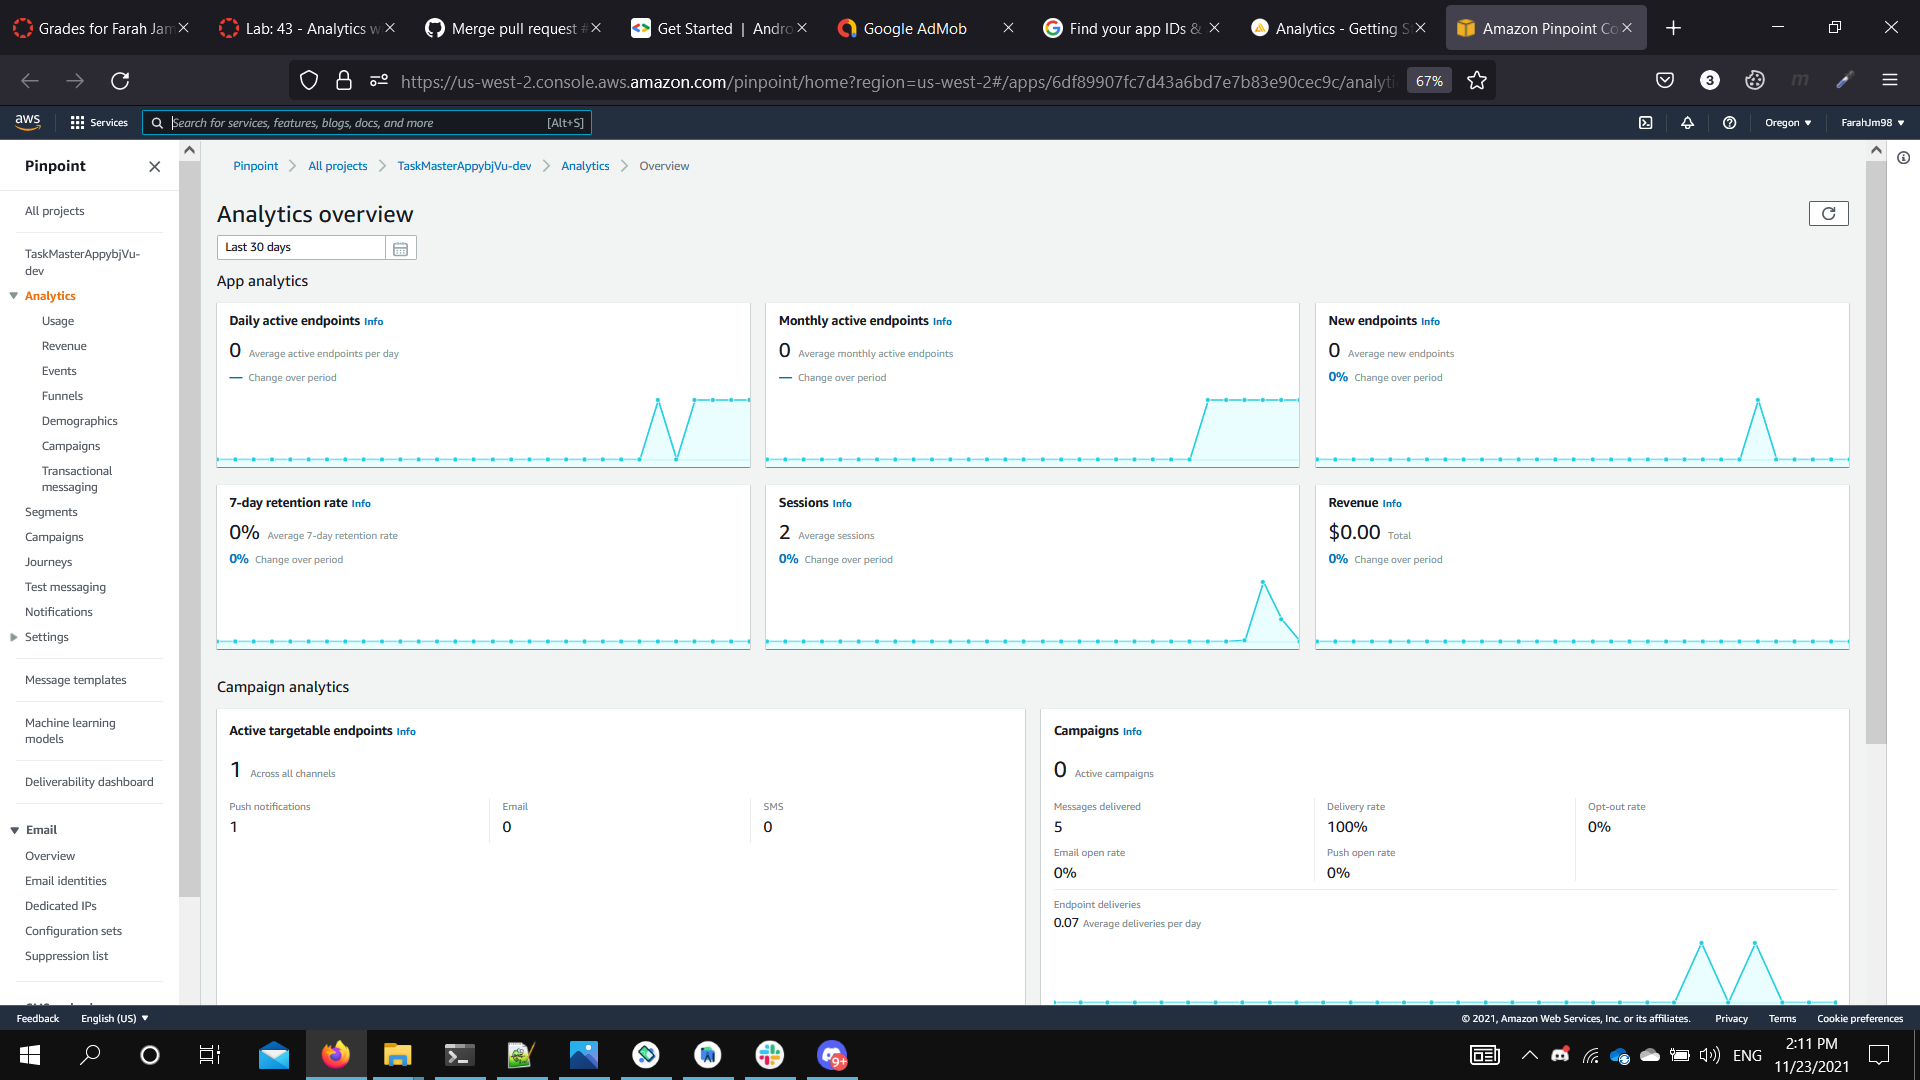 Grades for Farah Jam
Lab: 43 - Analytics w
Merge pull request #
Get Started | Andro
Google AdMob
Find your app IDs &
Analytics - Getting S
Amazon Pinpoint Co
https://us-west-2.console.aws.amazon.com/pinpoint/home?region=us-west-2#/apps/6df89907fc7d43a6bd7e7b83e90cec9c/analyti
67%
3
m
aws
Services
Search for services, features, blogs, docs, and more
[Alt+S]
Oregon
FarahJm98
Pinpoint
All projects
TaskMasterAppybjVu-
dev
Analytics
Usage
Revenue
Events
Funnels
Demographics
Campaigns
Transactional
messaging
Segments
Campaigns
Journeys
Test messaging
Notifications
Settings
Message templates
Machine learning
models
Deliverability dashboard
Email
Overview
Email identities
Dedicated IPs
Configuration sets
Suppression list
Pinpoint
All projects
TaskMasterAppybjVu-dev
Analytics
Overview
Analytics overview
Last 30 days
App analytics
Daily active endpoints Info
0 Average active endpoints per day
— Change over period
Monthly active endpoints Info
0 Average monthly active endpoints
— Change over period
New endpoints Info
0 Average new endpoints
0% Change over period
7-day retention rate Info
0% Average 7-day retention rate
0% Change over period
Sessions Info
2 Average sessions
0% Change over period
Revenue Info
$0.00 Total
0% Change over period
Campaign analytics
Active targetable endpoints Info
1 Across all channels
Push notifications
1
Email
0
SMS
0
Campaigns Info
0 Active campaigns
Messages delivered
5
Delivery rate
100%
Opt-out rate
0%
Email open rate
0%
Push open rate
0%
Endpoint deliveries
0.07 Average deliveries per day
Feedback
English (US)
© 2021, Amazon Web Services, Inc. or its affiliates.
Privacy
Terms
Cookie preferences
9+
ENG
2:11 PM
11/23/2021